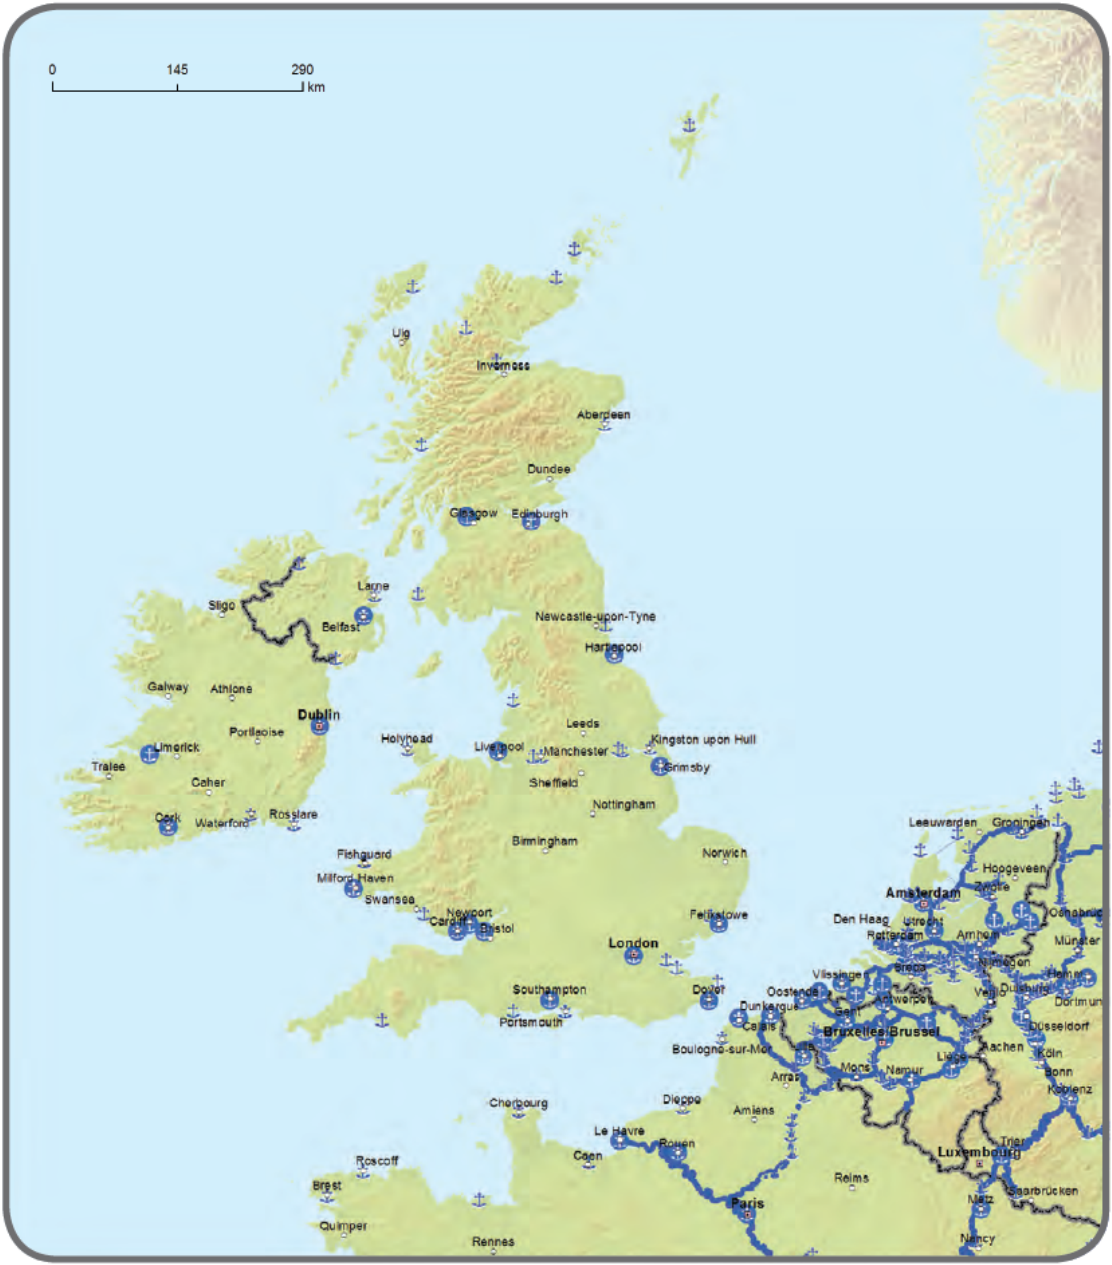 0 145 290
km
Uig
Inverness
Aberdeen
Dundee
Glasgow
Edinburgh
Larne
Sligo
Belfast
Newcastle-upon-Tyne
Hartlepool
Galway
Athlone
Dublin
Portlaoise
Leeds
Holyhead
Liverpool
Manchester
Kingston upon Hull
Limerick
Tralee
Grimsby
Sheffield
Caher
Nottingham
Cork
Waterford
Rosslare
Leeuwarden
Groningen
Birmingham
Norwich
Fishguard
Hoogeveen
Milford Haven
Zwolle
Amsterdam
Swansea
Newport
Cardiff
Bristol
Felixstowe
Den Haag
Utrecht
Osnabrüc
Rotterdam
Arnhem
Münster
London
Nijmegen
Breda
Vlissingen
Hamm
Southampton
Dover
Oostende
Antwerpen
Venlo
Duisburg
Dortmun
Portsmouth
Dunkerque
Gent
Calais
Bruxelles Brussel
Düsseldorf
Boulogne-sur-Mer
Aachen
Köln
Liège
Mons
Namur
Arras
Bonn
Koblenz
Cherbourg
Dieppe
Amiens
Le Havre
Rouen
Trier
Caen
Luxembourg
Roscoff
Reims
Brest
Saarbrücken
Metz
Paris
Quimper
Rennes
Nancy